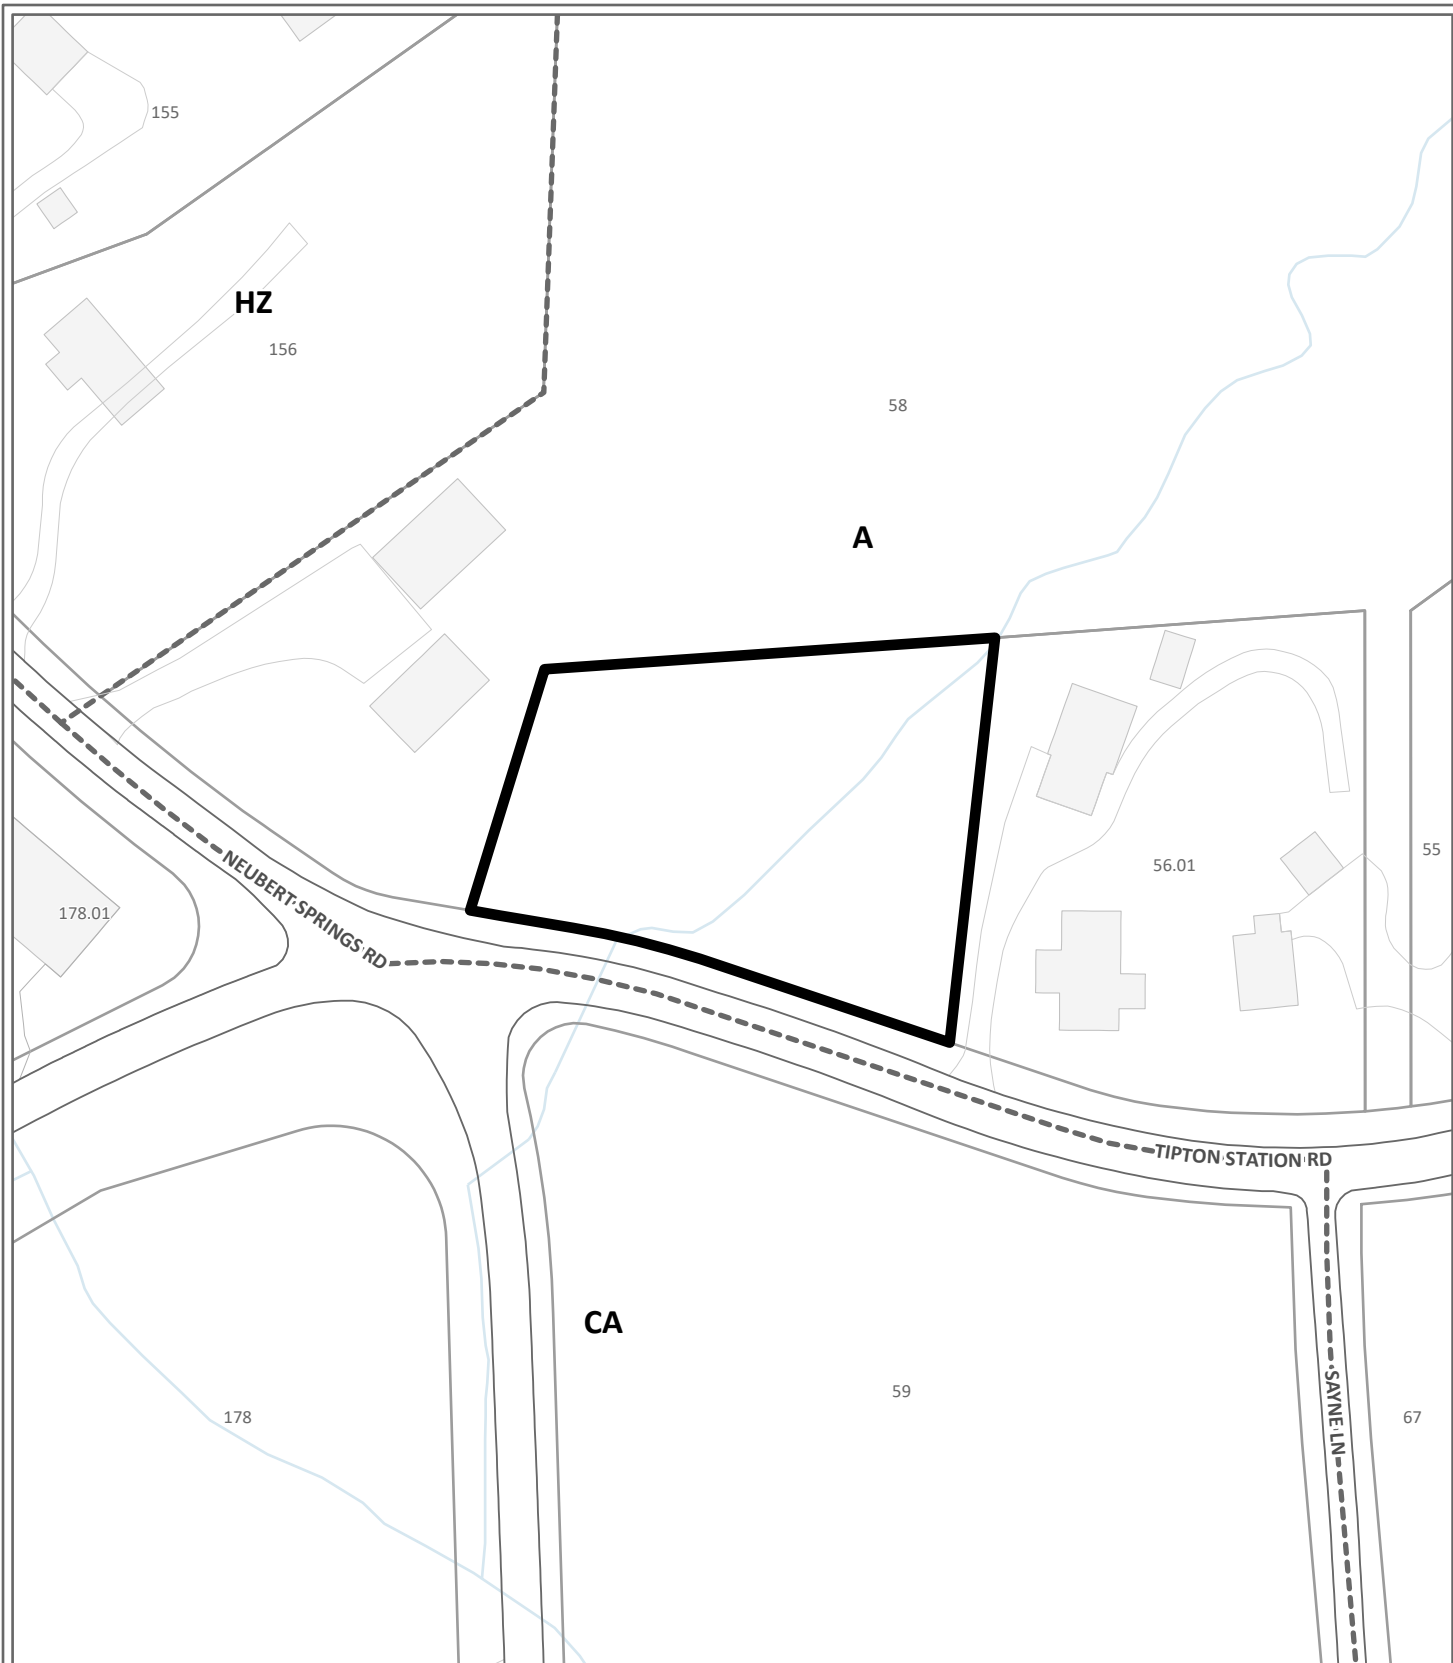 155
HZ
156
58
A
56.01
55
178.01
NEUBERT SPRINGS RD
TIPTON STATION RD
CA
59
SAYNE LN
178
67